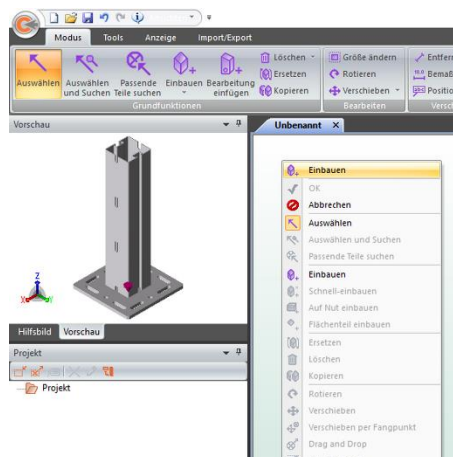 Modus Tools Anzeige Import/Export
Auswählen
Auswählen und Suchen
Passende Teile suchen
Einbauen
Bearbeitung einfügen
Löschen
Ersetzen
Kopieren
Grundfunktionen
Größe ändern
Rotieren
Verschieben
Bearbeiten
Vorschau
Unbenannt X
Einbauen
OK
Abbrechen
Auswählen
Auswählen und Suchen
Passende Teile suchen
Einbauen
Schnell-einbauen
Auf Nut einbauen
Flächenteil einbauen
Ersetzen
Löschen
Kopieren
Rotieren
Verschieben
Verschieben per Fangpunkt
Drag and Drop
Z
X
Hilfsbild Vorschau
Projekt
Projekt